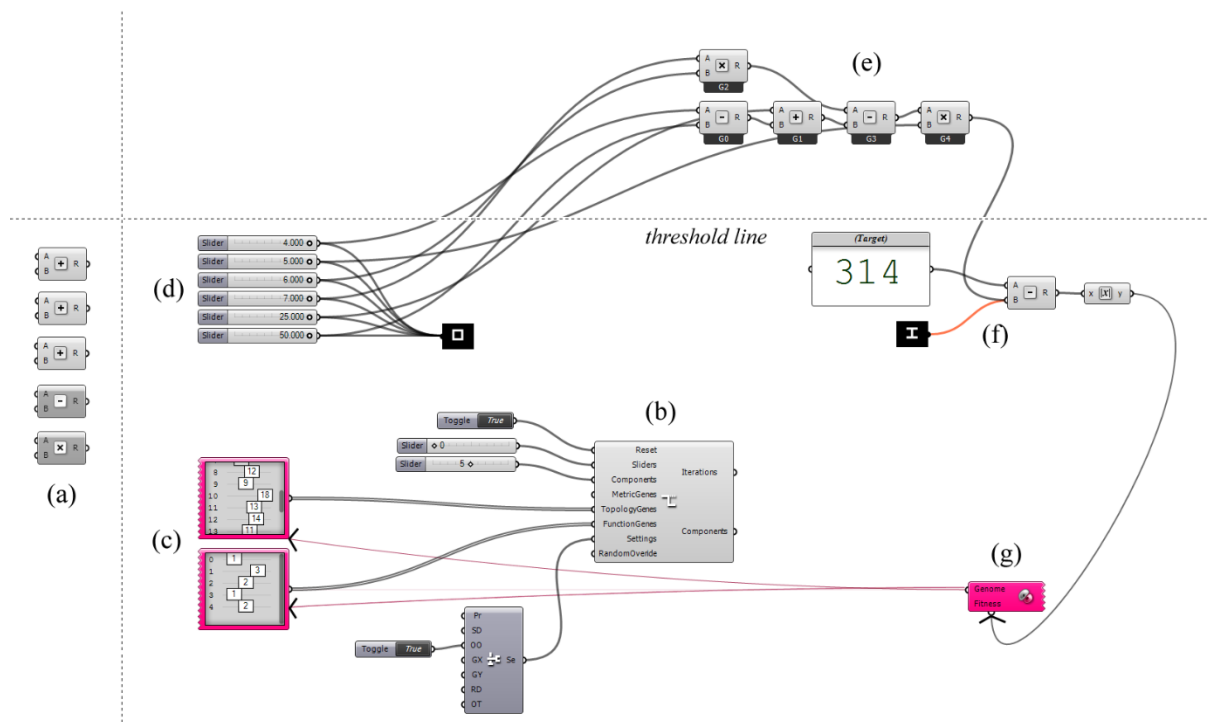 (e)
A
B
×
R
G2
A
B
-
R
G0
A
B
+
R
G1
A
B
-
R
G3
A
B
×
R
G4
threshold line
(d)
Slider 4.000
Slider 5.000
Slider 6.000
Slider 7.000
Slider 25.000
Slider 50.000
(Target)
314
A
B
-
R
x |x| y
(f)
A
B
+
R
A
B
+
R
A
B
+
R
A
B
-
R
A
B
×
R
(a)
(b)
Toggle True
Slider 0
Slider 5
Reset
Sliders
Components
MetricGenes
TopologyGenes
FunctionGenes
Settings
RandomOveride
Iterations
Components
(c)
8 12
9 9
10 18
11 13
12 14
13 11
0 1
1 3
2 2
3 1
4 2
Toggle True
Pr
SD
OO
GX
GY
RD
OT
Se
(g)
Genome
Fitness